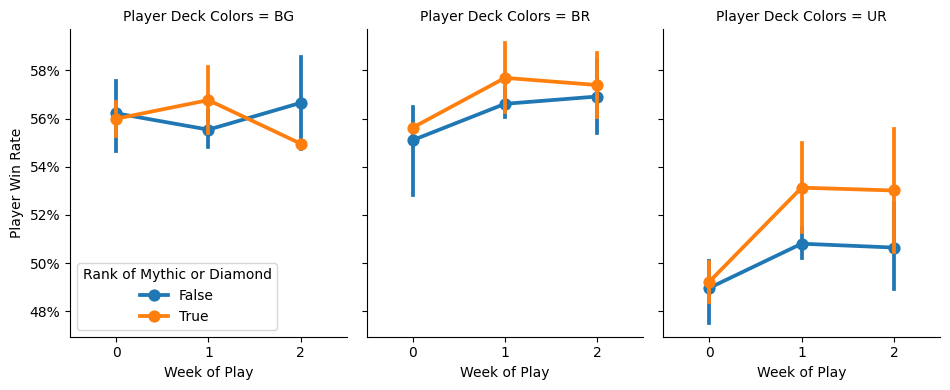 Player Deck Colors = BG
Player Deck Colors = BR
Player Deck Colors = UR
Player Win Rate
58%
56%
54%
52%
50%
48%
Rank of Mythic or Diamond
False
True
0 1 2
0 1 2
0 1 2
Week of Play
Week of Play
Week of Play